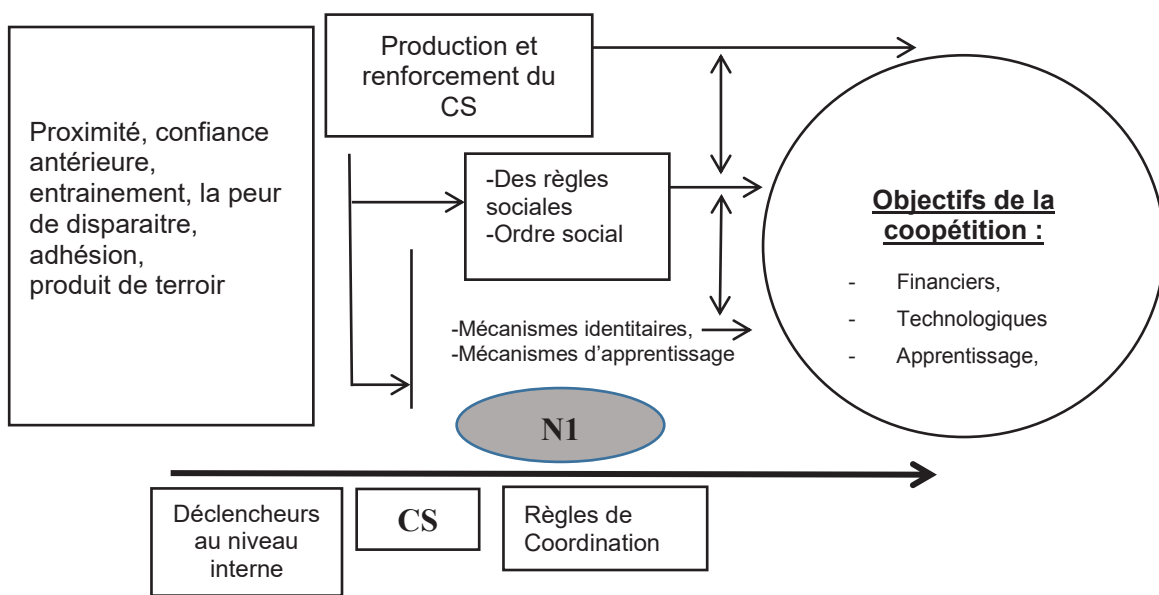 Proximité, confiance
antérieure,
entrainement, la peur
de disparaitre,
adhésion,
produit de terroir
Production et
renforcement du
CS
-Des règles
sociales
-Ordre social
-Mécanismes identitaires,
-Mécanismes d’apprentissage
Objectifs de la
coopétition :
- Financiers,
- Technologiques
- Apprentissage,
N1
Déclencheurs
au niveau
interne
CS
Règles de
Coordination